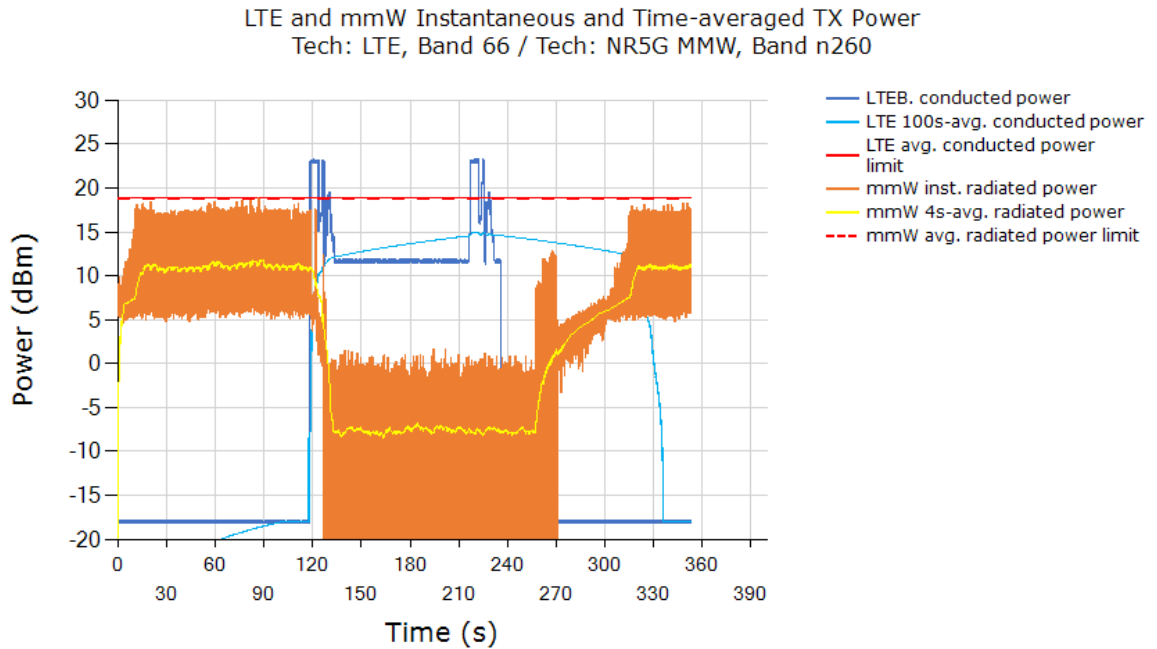 LTE and mmW Instantaneous and Time-averaged TX Power
Tech: LTE, Band 66 / Tech: NR5G MMW, Band n260
30
25
20
15
10
5
0
-5
-10
-15
-20
Power (dBm)
0 60 120 180 240 300 360
30 90 150 210 270 330 390
Time (s)
LTEB. conducted power
LTE 100s-avg. conducted power
LTE avg. conducted power
limit
mmW inst. radiated power
mmW 4s-avg. radiated power
mmW avg. radiated power limit